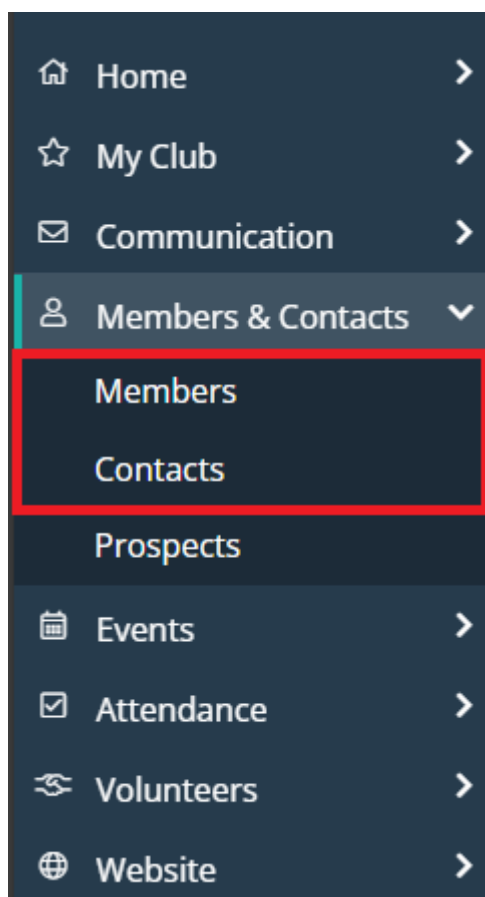 Home
My Club
Communication
Members & Contacts
Members
Contacts
Prospects
Events
Attendance
Volunteers
Website